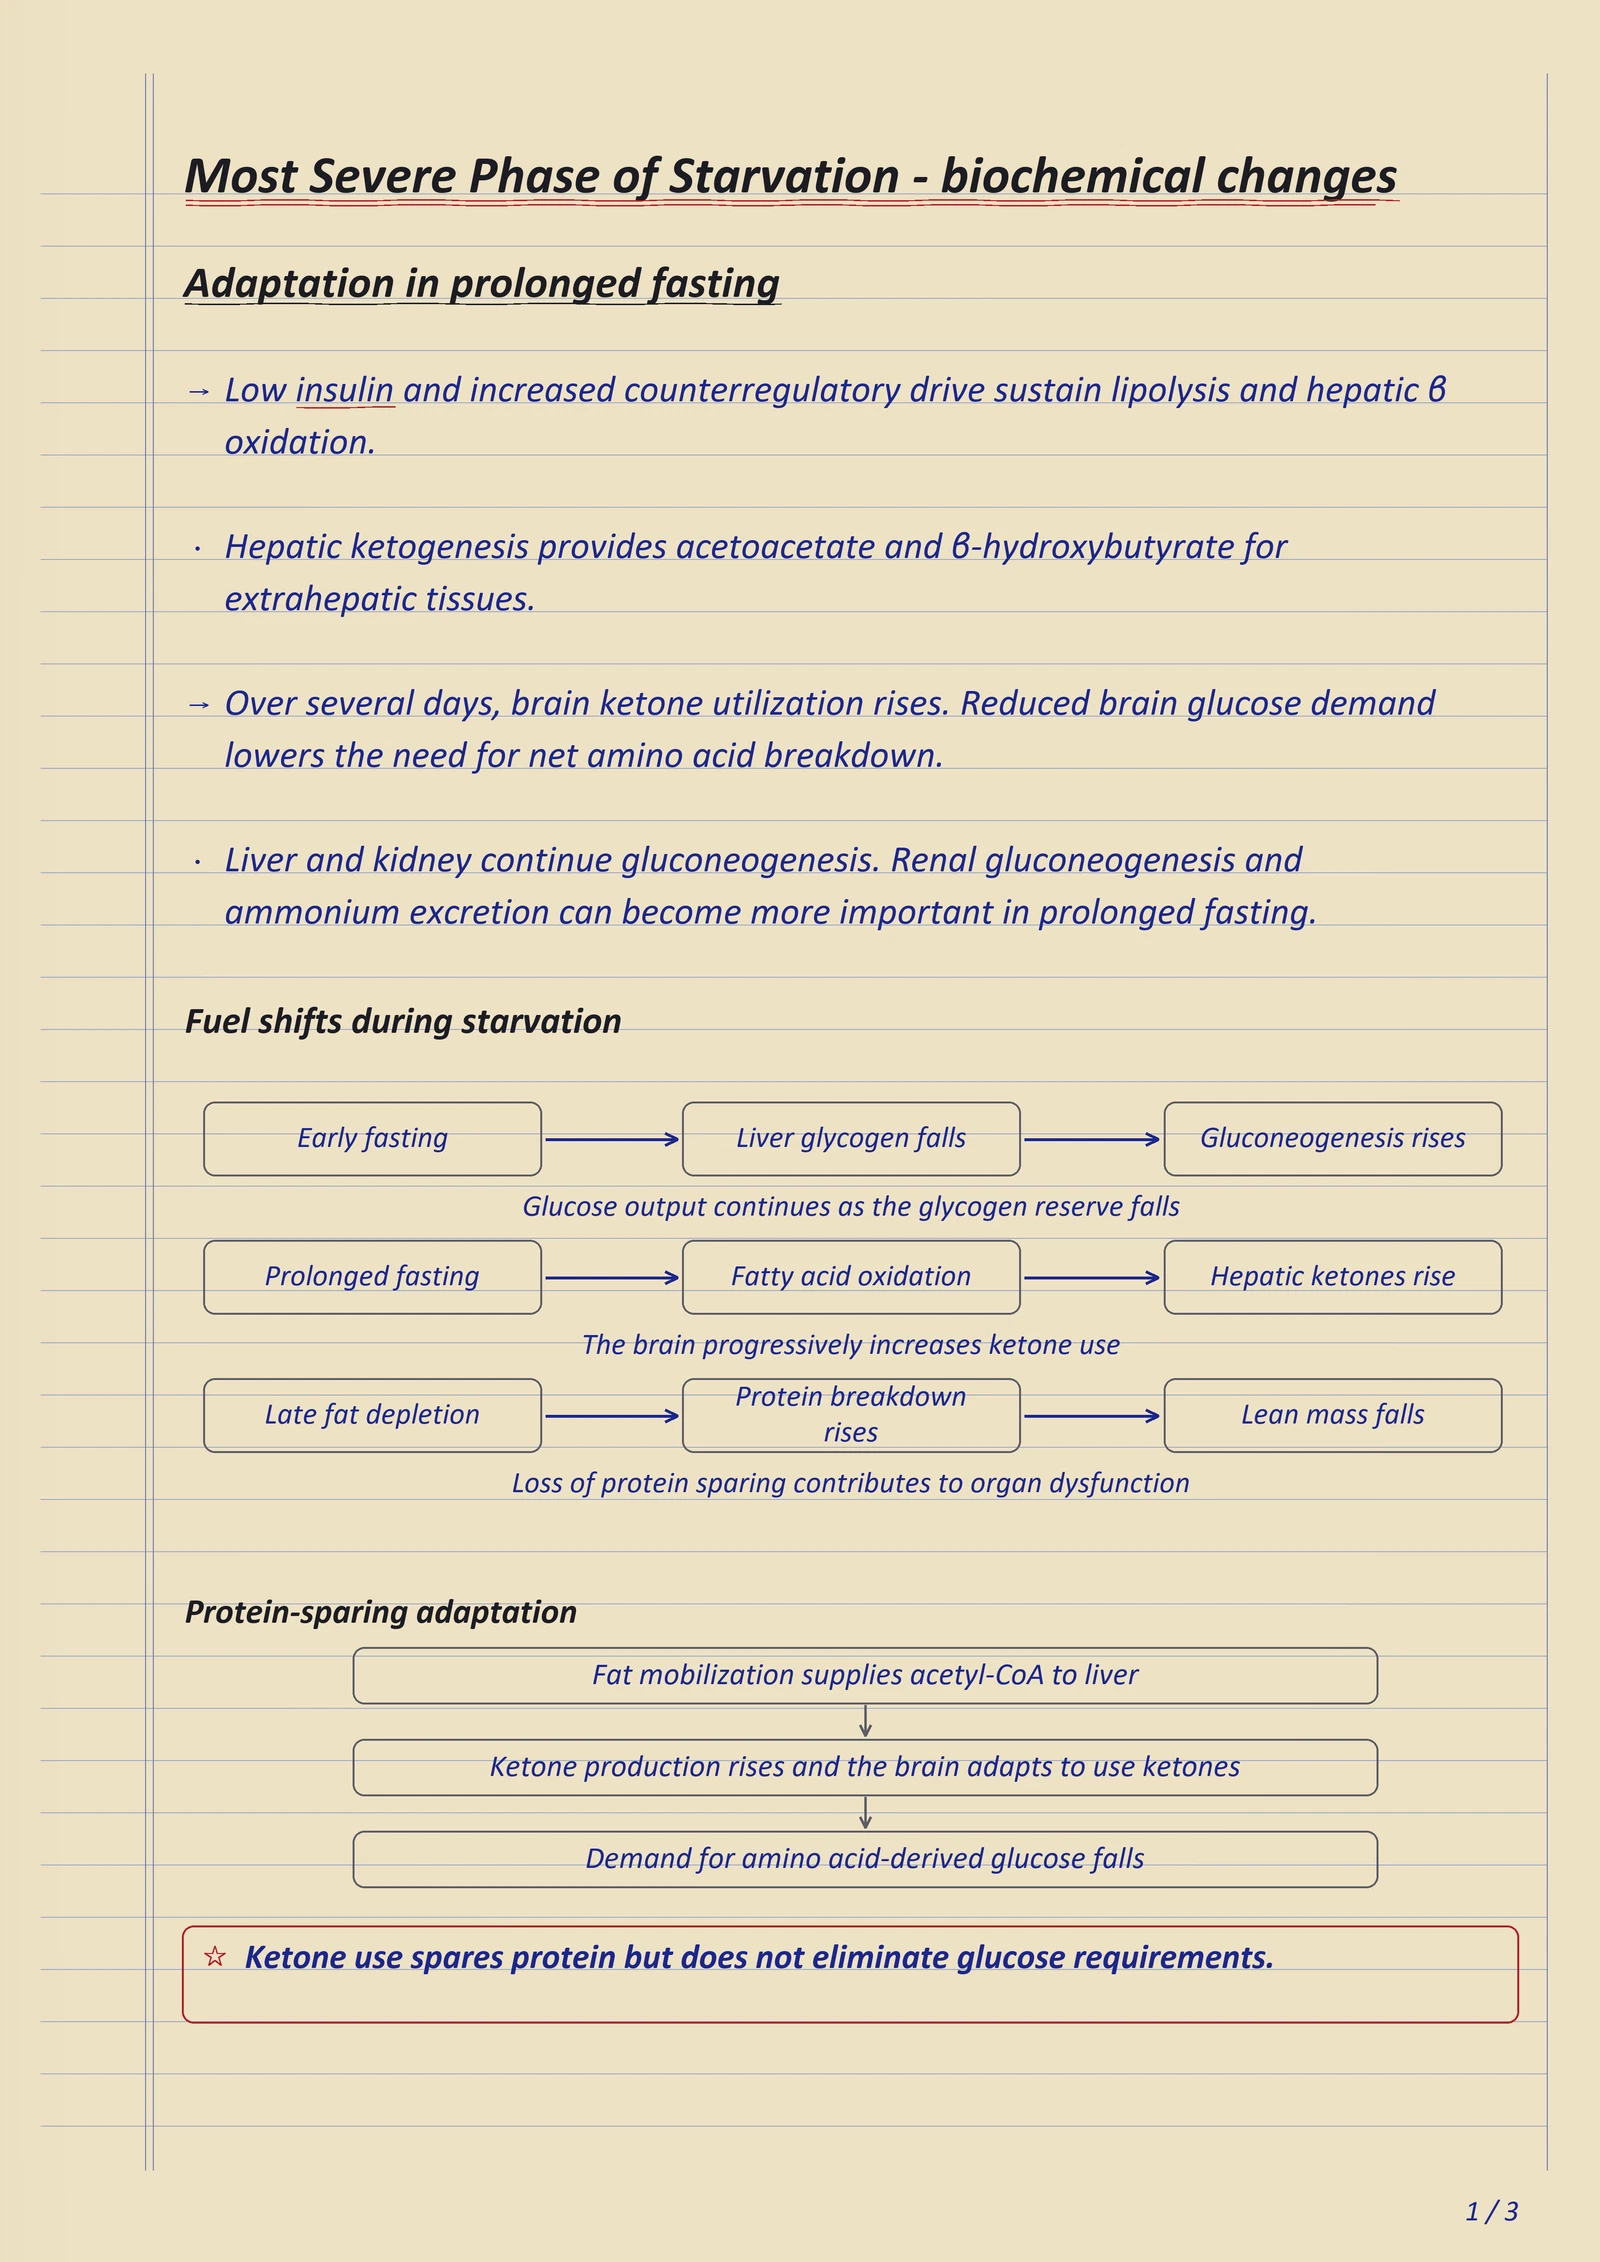 Most Severe Phase of Starvation - biochemical changes
Adaptation in prolonged fasting
→ Low insulin and increased counterregulatory drive sustain lipolysis and hepatic β
oxidation.
· Hepatic ketogenesis provides acetoacetate and β-hydroxybutyrate for
extrahepatic tissues.
→ Over several days, brain ketone utilization rises. Reduced brain glucose demand
lowers the need for net amino acid breakdown.
· Liver and kidney continue gluconeogenesis. Renal gluconeogenesis and
ammonium excretion can become more important in prolonged fasting.
Fuel shifts during starvation
Early fasting
Liver glycogen falls
Gluconeogenesis rises
Glucose output continues as the glycogen reserve falls
Prolonged fasting
Fatty acid oxidation
Hepatic ketones rise
The brain progressively increases ketone use
Late fat depletion
Protein breakdown
rises
Lean mass falls
Loss of protein sparing contributes to organ dysfunction
Protein-sparing adaptation
Fat mobilization supplies acetyl-CoA to liver
Ketone production rises and the brain adapts to use ketones
Demand for amino acid-derived glucose falls
☆ Ketone use spares protein but does not eliminate glucose requirements.
1 / 3